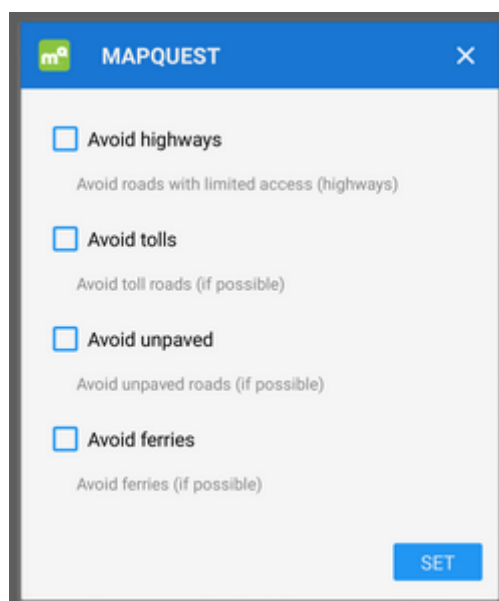 mq MAPQUEST
Avoid highways
Avoid roads with limited access (highways)
Avoid tolls
Avoid toll roads (if possible)
Avoid unpaved
Avoid unpaved roads (if possible)
Avoid ferries
Avoid ferries (if possible)
SET